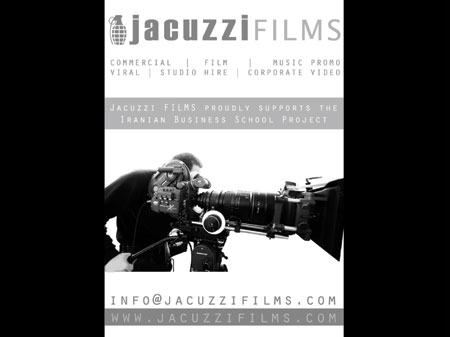 jacuzziFILMS
COMMERCIAL | FILM | MUSIC PROMO
VIRAL | STUDIO HIRE | CORPORATE VIDEO
Jacuzzi FILMS proudly supports the
Iranian Business School Project
INFO@JACUZZIFILMS.COM
WWW.JACUZZIFILMS.COM